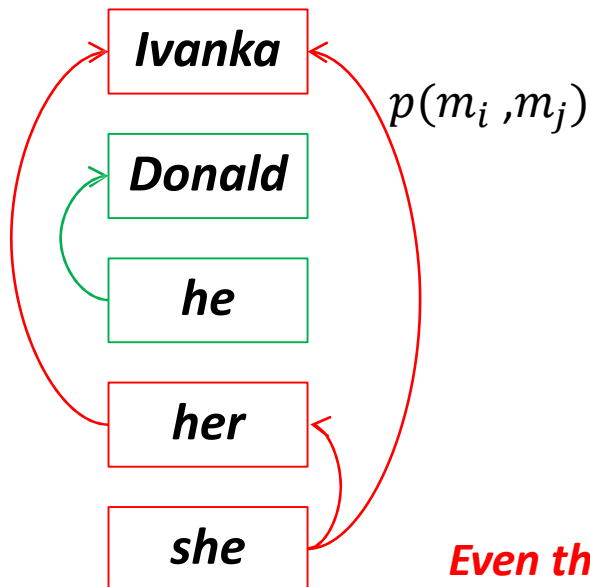 Ivanka
p(m_i ,m_j)
Donald
he
her
she
Even th